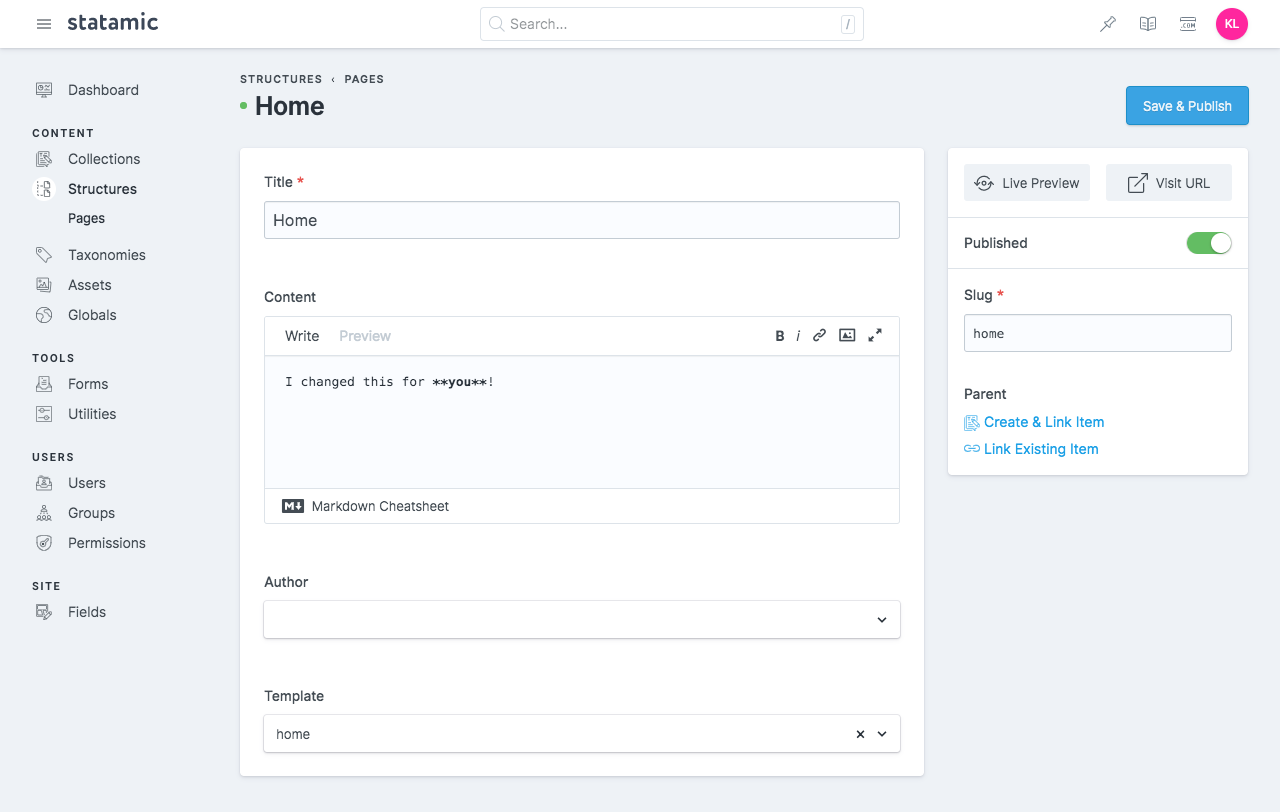 statamic
Search...
/
.COM
KL
Dashboard
CONTENT
Collections
Structures
Pages
Taxonomies
Assets
Globals
TOOLS
Forms
Utilities
USERS
Users
Groups
Permissions
SITE
Fields
STRUCTURES ‹ PAGES
Home
Save & Publish
Title *
Home
Content
Write Preview B i
I changed this for **you**!
M Markdown Cheatsheet
Author
Template
home ×
Live Preview Visit URL
Published
Slug *
home
Parent
Create & Link Item
Link Existing Item